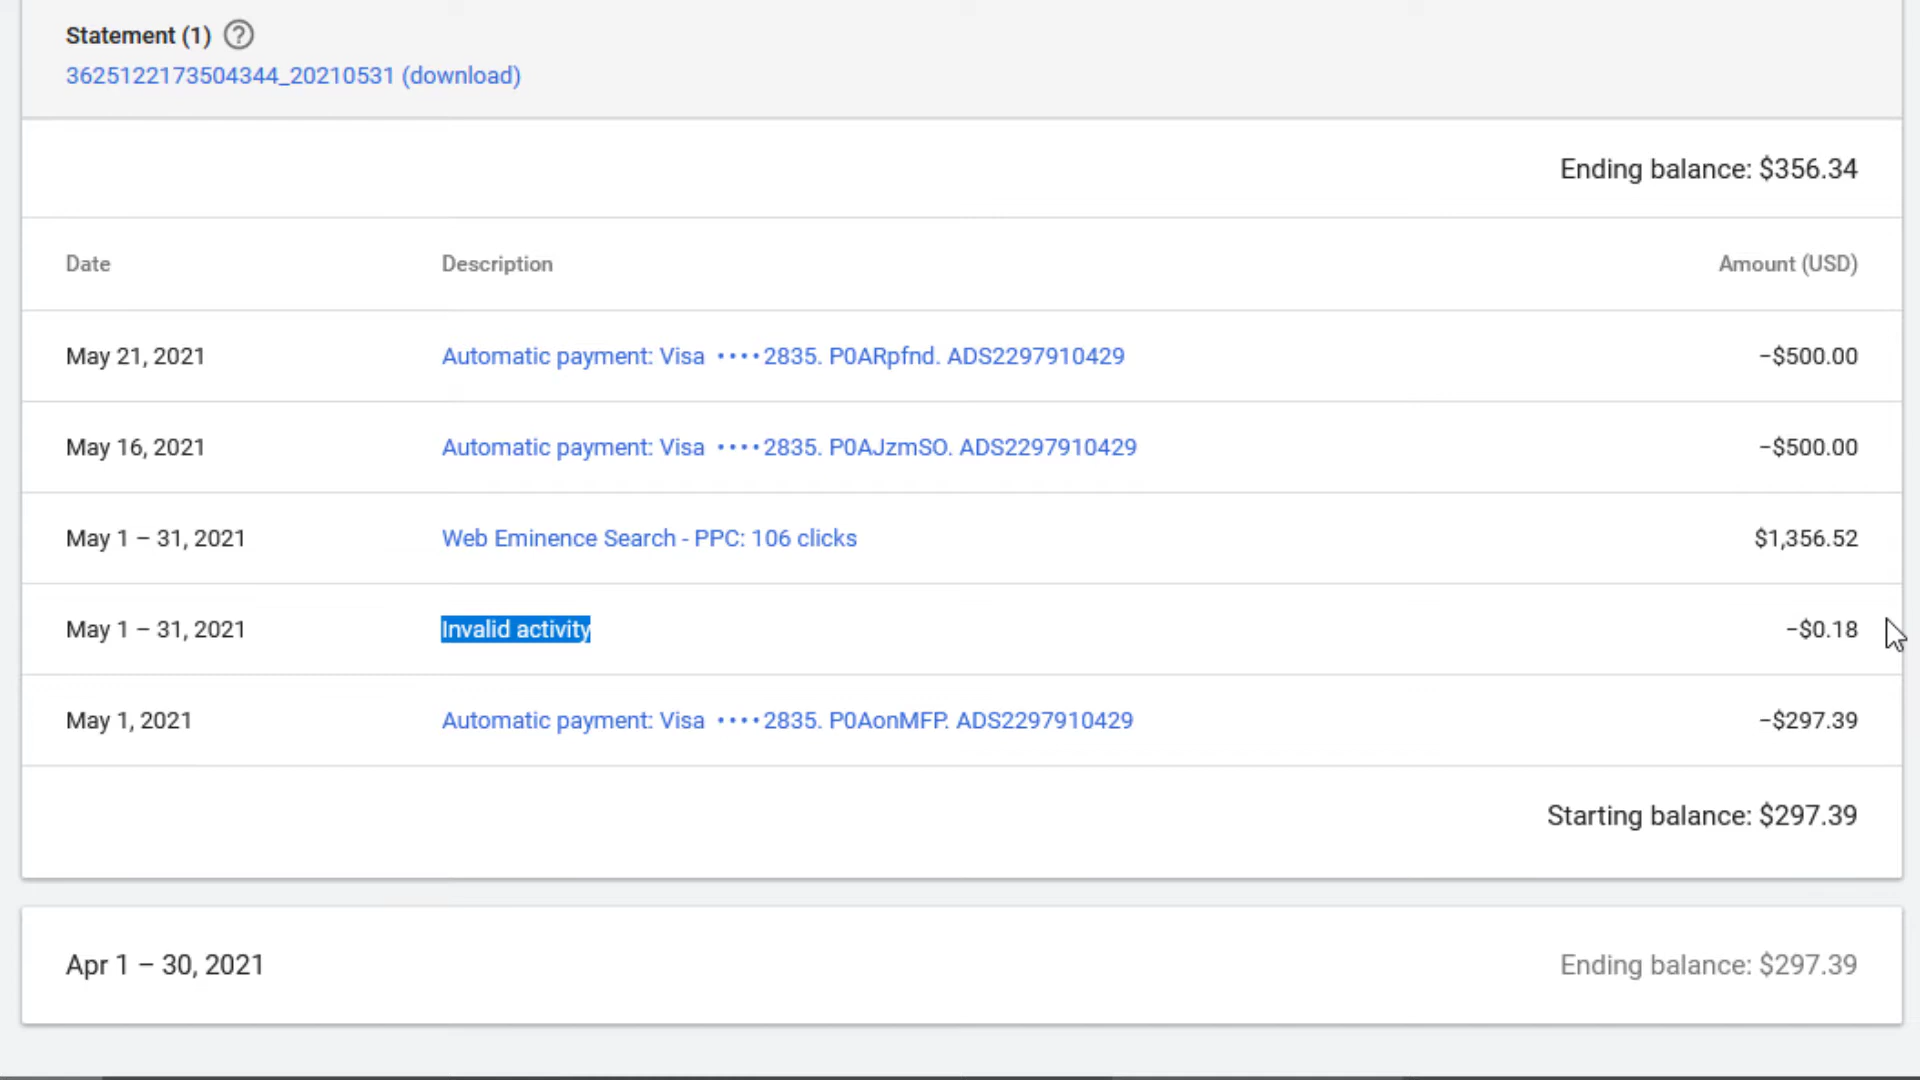 Statement (1) ?
3625122173504344_20210531 (download)
Ending balance: $356.34
Date Description Amount (USD)
May 21, 2021 Automatic payment: Visa ····2835. P0ARpfnd. ADS2297910429 −$500.00
May 16, 2021 Automatic payment: Visa ····2835. P0AJzmSO. ADS2297910429 −$500.00
May 1 – 31, 2021 Web Eminence Search - PPC: 106 clicks $1,356.52
May 1 – 31, 2021 Invalid activity −$0.18
May 1, 2021 Automatic payment: Visa ····2835. P0AonMFP. ADS2297910429 −$297.39
Starting balance: $297.39
Apr 1 – 30, 2021 Ending balance: $297.39